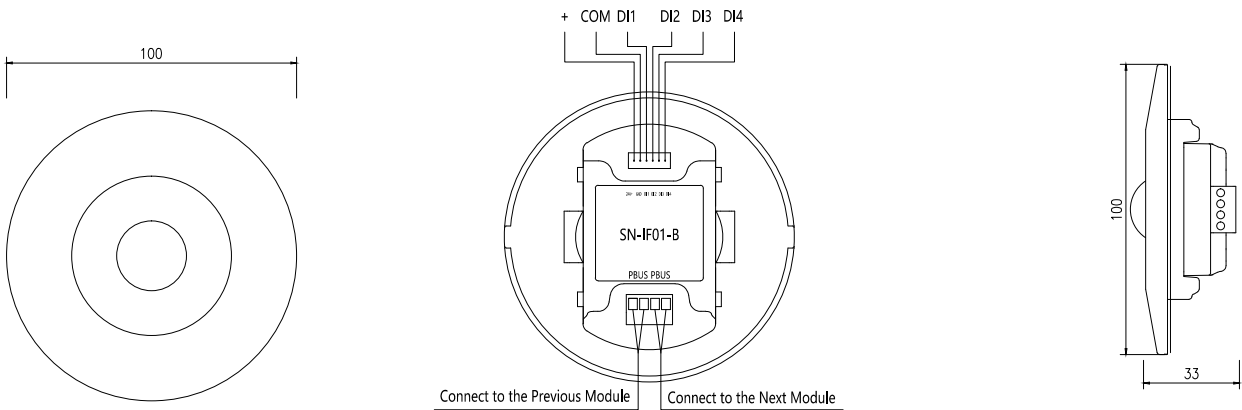 + COM DI1 DI2 DI3 DI4
100
SN-IF01-B
PBUS PBUS
100
33
Connect to the Previous Module
Connect to the Next Module